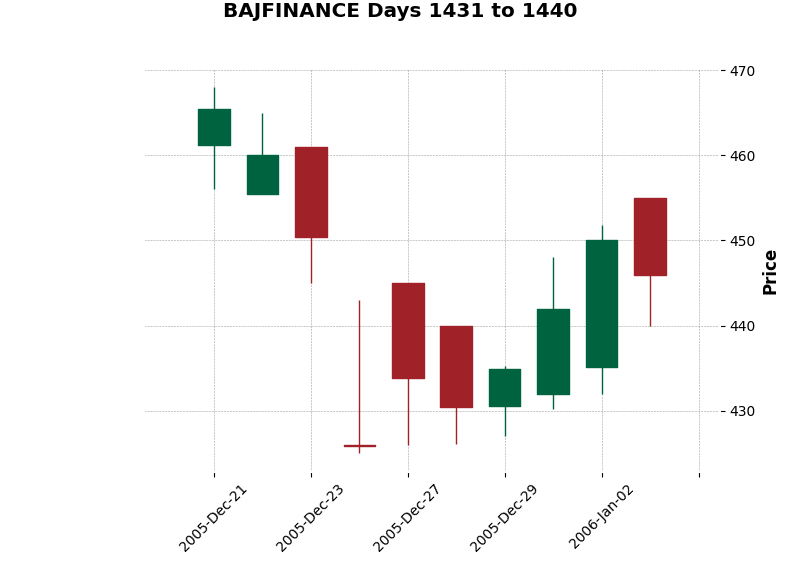 BAJFINANCE Days 1431 to 1440
470
460
450
440
430
Price
2005-Dec-21
2005-Dec-23
2005-Dec-27
2005-Dec-29
2006-Jan-02